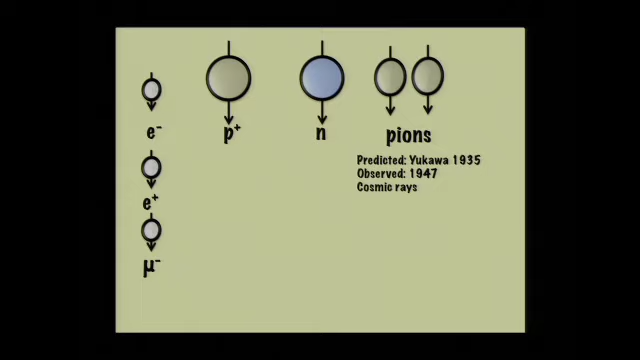 e⁻
p⁺
n
pions
Predicted: Yukawa 1935
Observed: 1947
Cosmic rays
e⁺
μ⁻